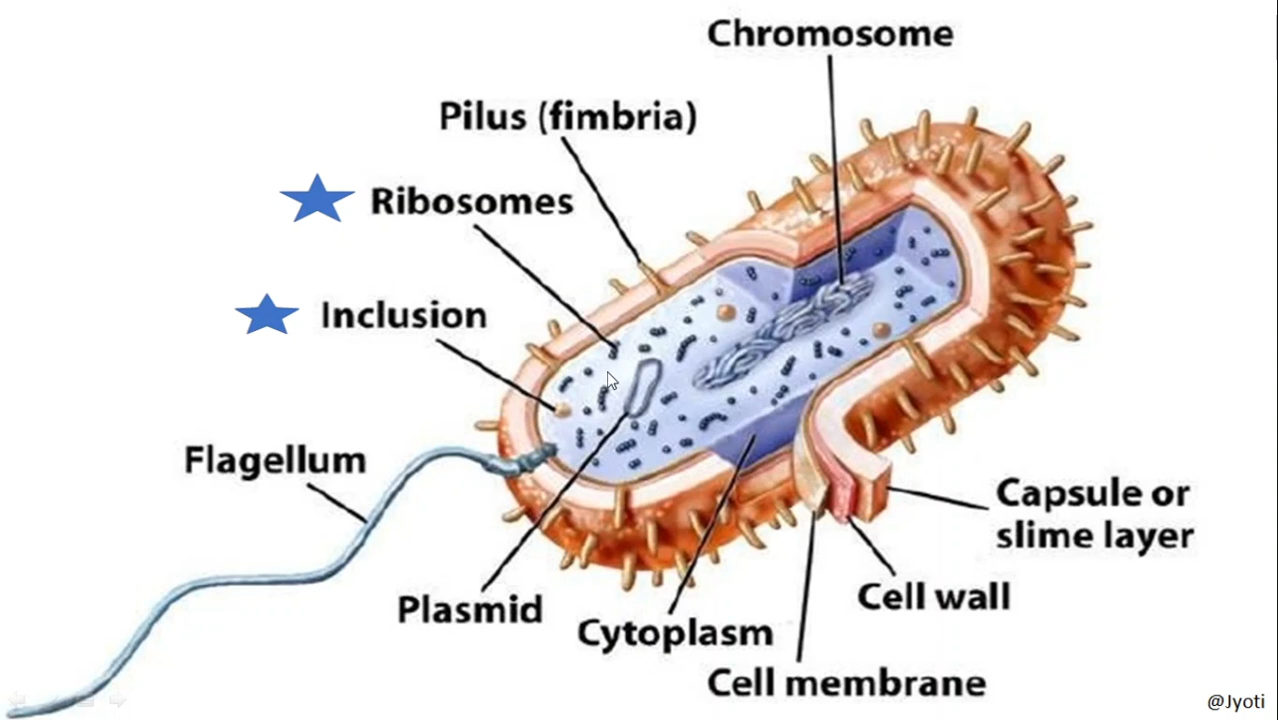 Chromosome
Pilus (fimbria)
Ribosomes
Inclusion
Flagellum
Capsule or
slime layer
Cell wall
Plasmid
Cytoplasm
Cell membrane
@Jyoti